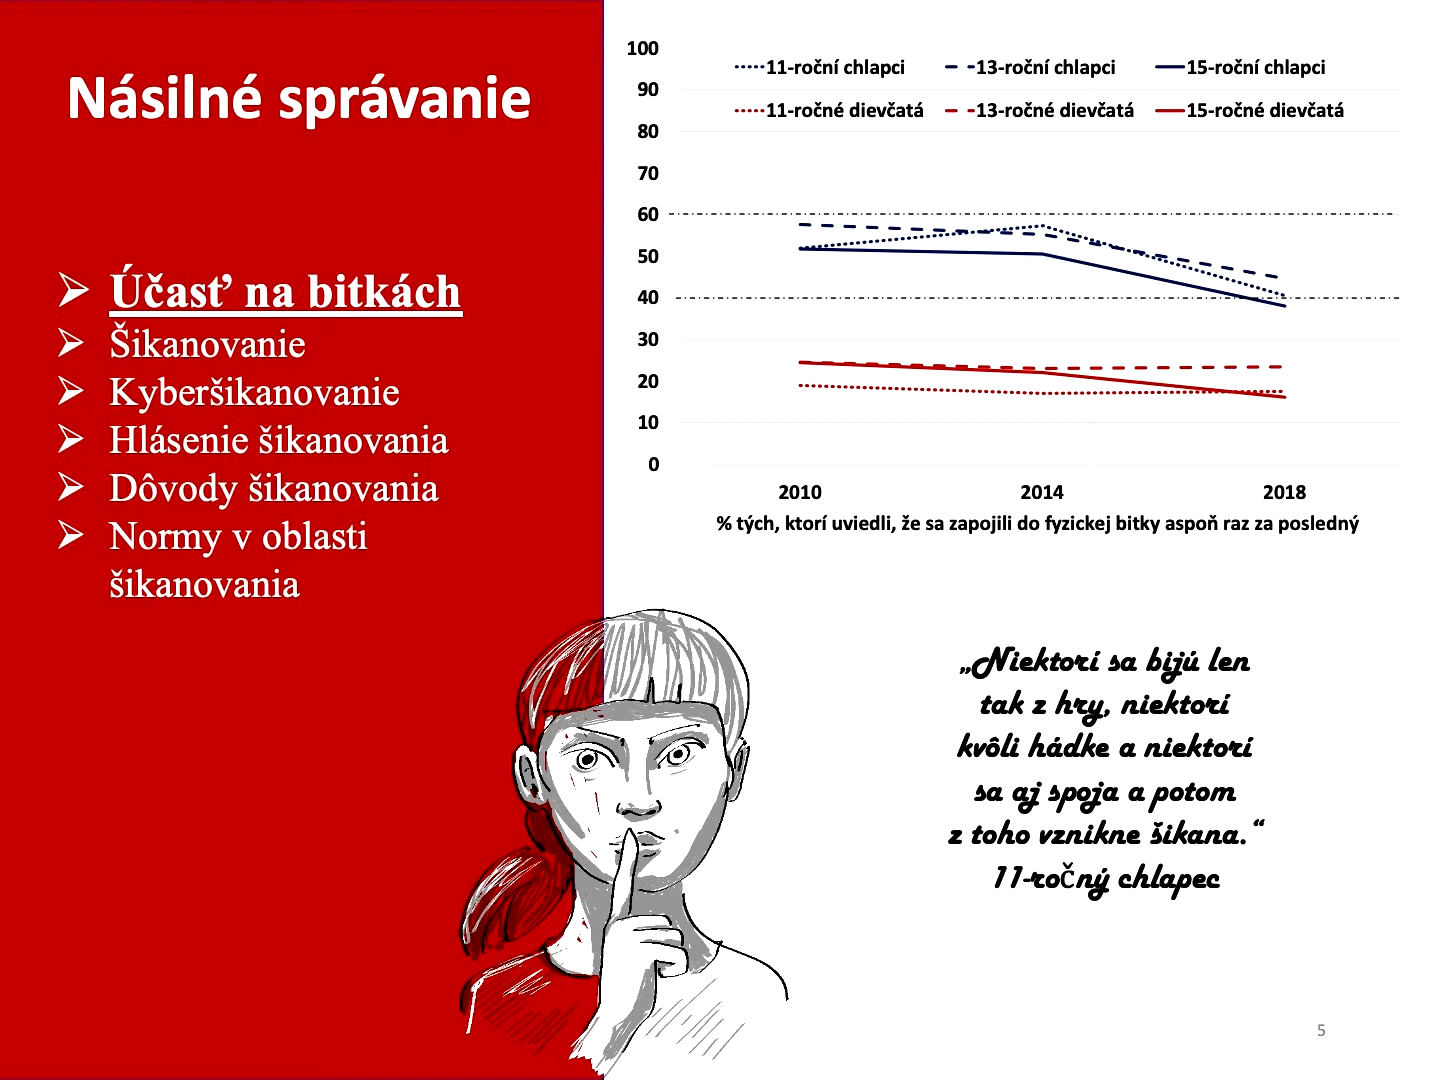 Násilné správanie
Účasť na bitkách
Šikanovanie
Kyberšikanovanie
Hlásenie šikanovania
Dôvody šikanovania
Normy v oblasti
šikanovania
100
90
80
70
60
50
40
30
20
10
0
11-roční chlapci 13-roční chlapci 15-roční chlapci
11-ročné dievčatá 13-ročné dievčatá 15-ročné dievčatá
2010 2014 2018
% tých, ktorí uviedli, že sa zapojili do fyzickej bitky aspoň raz za posledný
„Niektorí sa bijú len
tak z hry, niektorí
kvôli hádke a niektorí
sa aj spoja a potom
z toho vznikne šikana.“
11-ročný chlapec
5